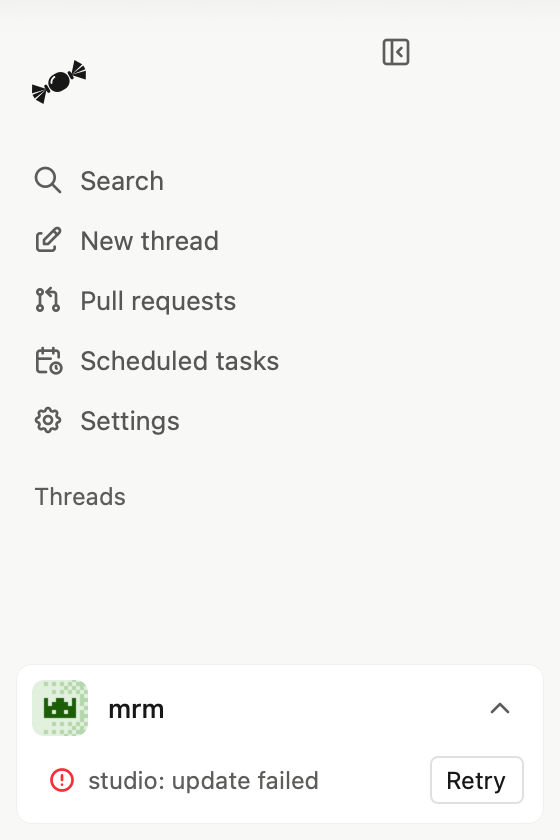 Search
New thread
Pull requests
Scheduled tasks
Settings
Threads
mrm
studio: update failed
Retry